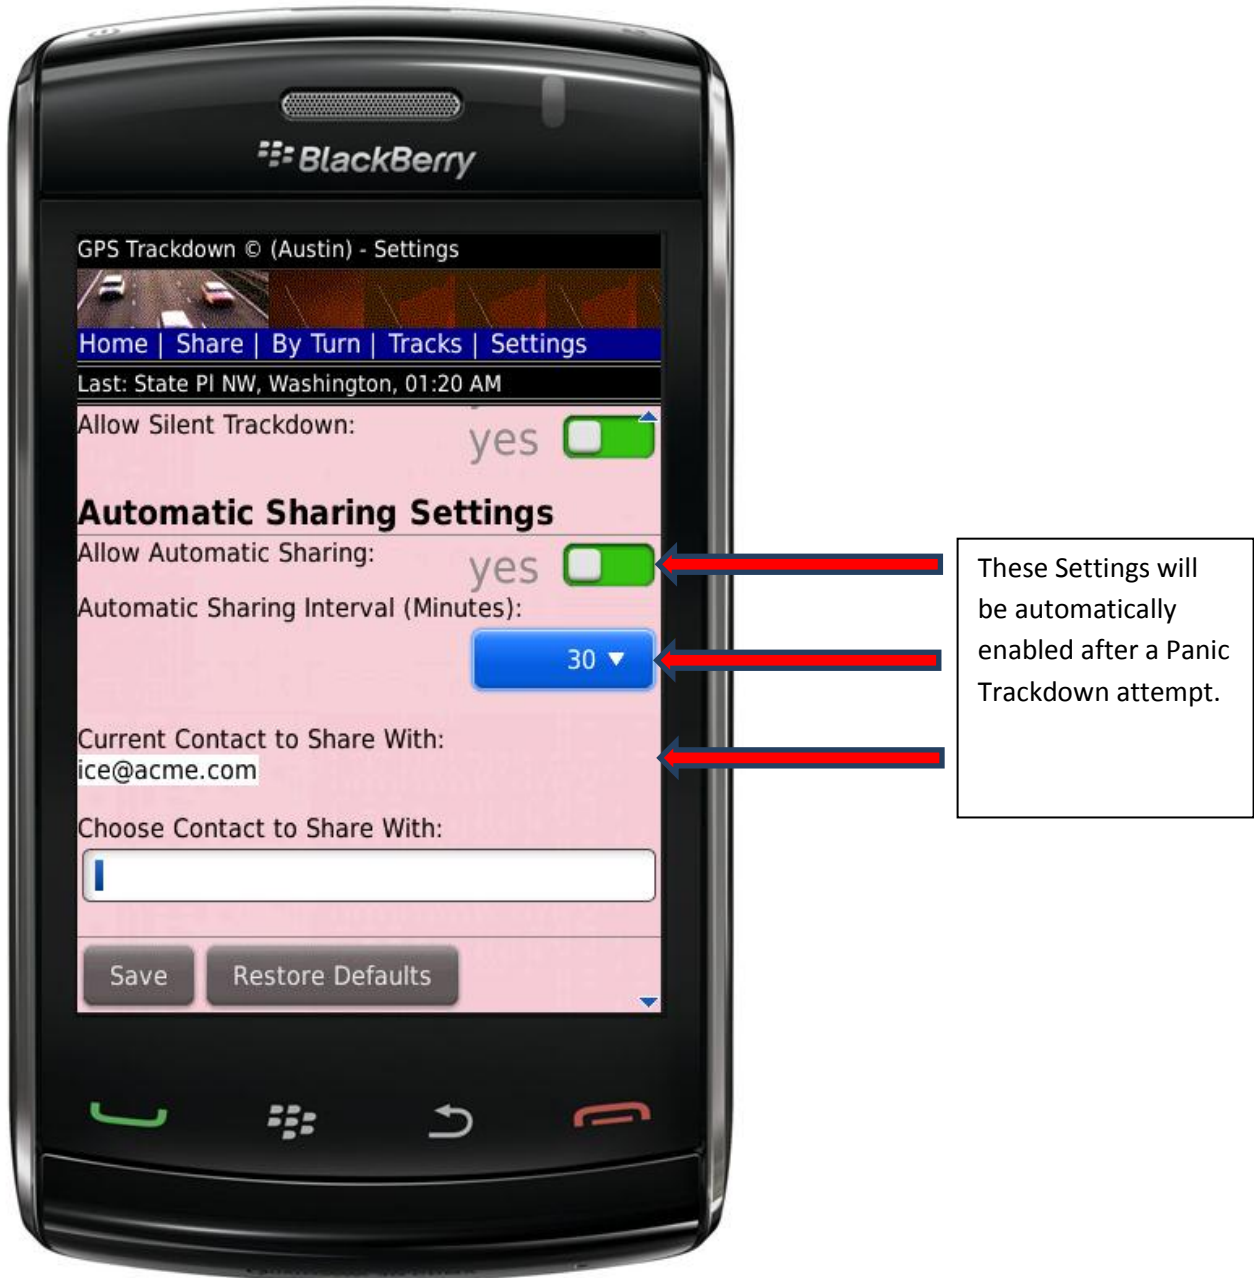 BlackBerry
GPS Trackdown © (Austin) - Settings
Home | Share | By Turn | Tracks | Settings
Last: State Pl NW, Washington, 01:20 AM
Allow Silent Trackdown:
yes
Automatic Sharing Settings
Allow Automatic Sharing:
yes
Automatic Sharing Interval (Minutes):
30
Current Contact to Share With:
ice@acme.com
Choose Contact to Share With:
Save
Restore Defaults
These Settings will
be automatically
enabled after a Panic
Trackdown attempt.